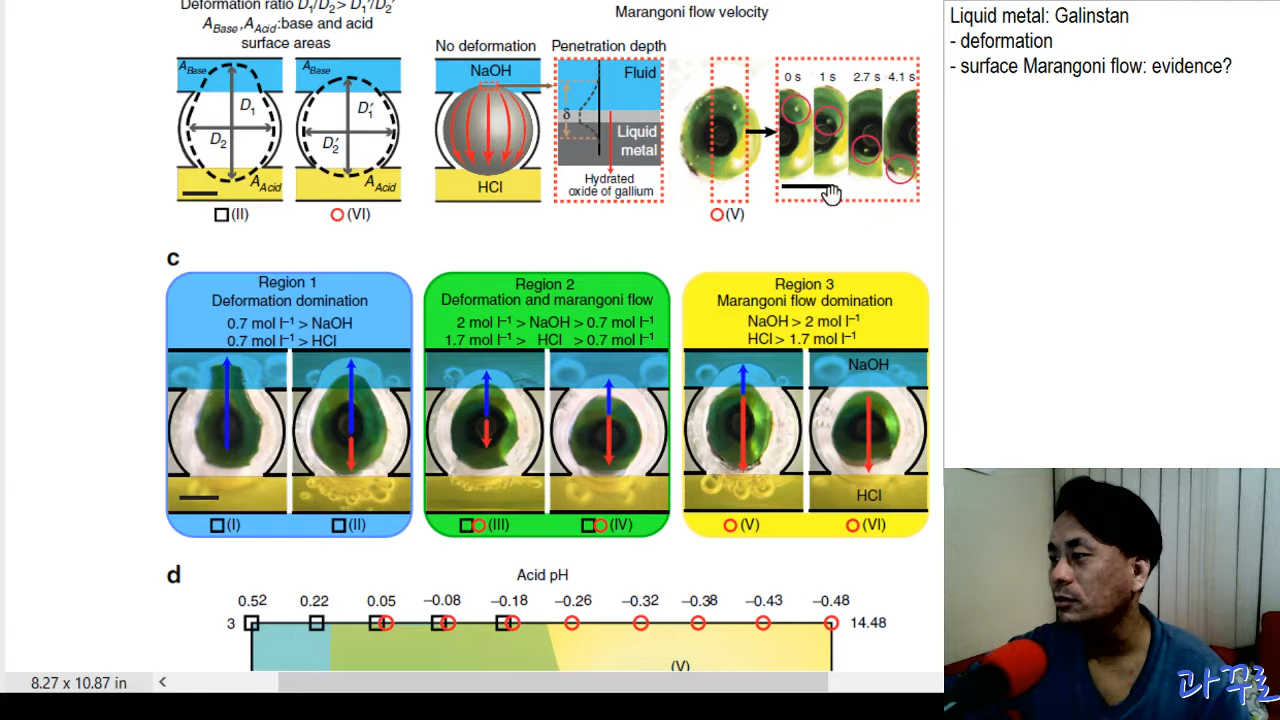 Deformation ratio D₁/D₂ > D₁′/D₂′
A_Base, A_Acid: base and acid
surface areas
A_Base
D₁
D₂
A_Acid
(II)
A_Base
D₁′
D₂′
A_Acid
(VI)
Marangoni flow velocity
No deformation
NaOH
HCl
Penetration depth
Fluid
δ
Liquid
metal
Hydrated
oxide of gallium
0 s 1 s 2.7 s 4.1 s
(V)
c
Region 1
Deformation domination
0.7 mol l⁻¹ > NaOH
0.7 mol l⁻¹ > HCl
(I) (II)
Region 2
Deformation and marangoni flow
2 mol l⁻¹ > NaOH > 0.7 mol l⁻¹
1.7 mol l⁻¹ > HCl > 0.7 mol l⁻¹
(III) (IV)
Region 3
Marangoni flow domination
NaOH > 2 mol l⁻¹
HCl > 1.7 mol l⁻¹
NaOH
HCl
(V) (VI)
d
Acid pH
0.52 0.22 0.05 –0.08 –0.18 –0.26 –0.32 –0.38 –0.43 –0.48
3 14.48
(V)
8.27 x 10.87 in
Liquid metal: Galinstan
- deformation
- surface Marangoni flow: evidence?
과꾸로